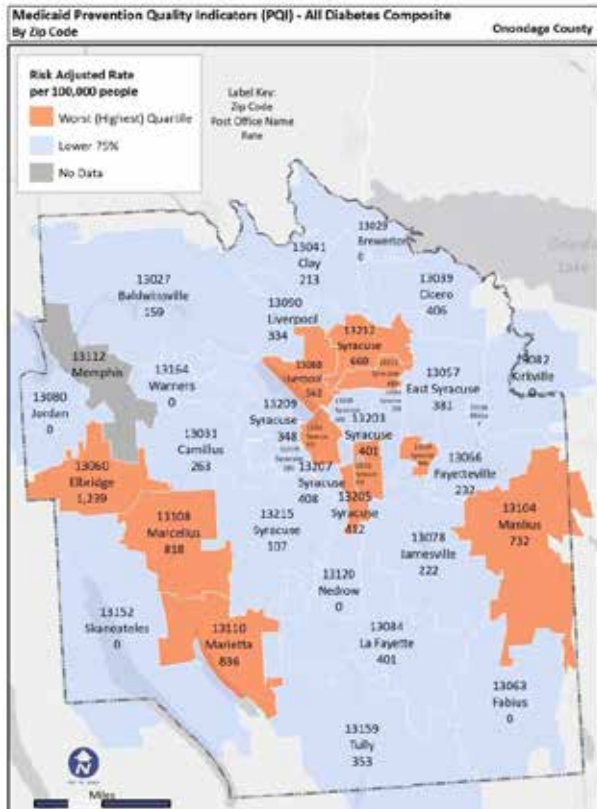 Medicaid Prevention Quality Indicators (PQI) - All Diabetes Composite
By Zip Code
Onondaga County
Risk Adjusted Rate
per 100,000 people
Worst (Highest) Quartile
Lower 75%
No Data
Label Key:
Zip Code
Post Office Name
Rate
13029
Brewerton
0
13041
Clay
213
13039
Cicero
406
13027
Baldwinsville
159
13090
Liverpool
334
13212
Syracuse
13088
Liverpool
13112
Memphis
13164
Warners
0
13057
East Syracuse
381
13082
Kirkville
0
13080
Jordan
0
13209
Syracuse
348
13203
Syracuse
401
13031
Camillus
263
13066
Fayetteville
232
13060
Elbridge
1,239
13207
Syracuse
408
13205
Syracuse
13104
Manlius
732
13108
Marcellus
818
13215
Syracuse
107
13078
Jamesville
222
13120
Nedrow
0
13152
Skaneateles
0
13110
Marietta
836
13084
La Fayette
401
13063
Fabius
0
13159
Tully
353
Miles